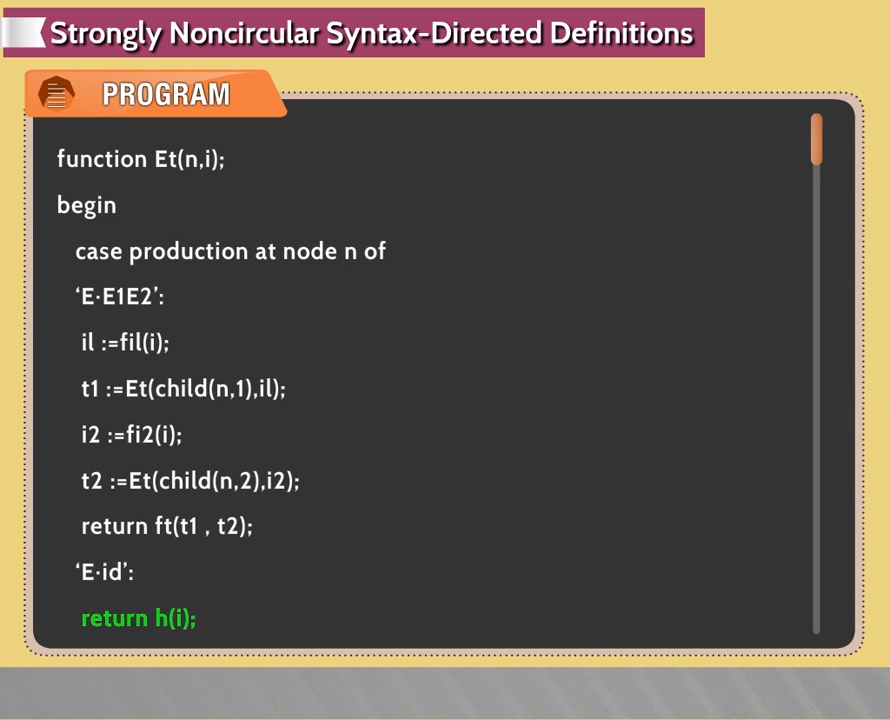 Strongly Noncircular Syntax-Directed Definitions
PROGRAM
function Et(n,i);
begin
case production at node n of
‘E·E1E2’:
il :=fil(i);
t1 :=Et(child(n,1),il);
i2 :=fi2(i);
t2 :=Et(child(n,2),i2);
return ft(t1 , t2);
‘E·id’:
return h(i);